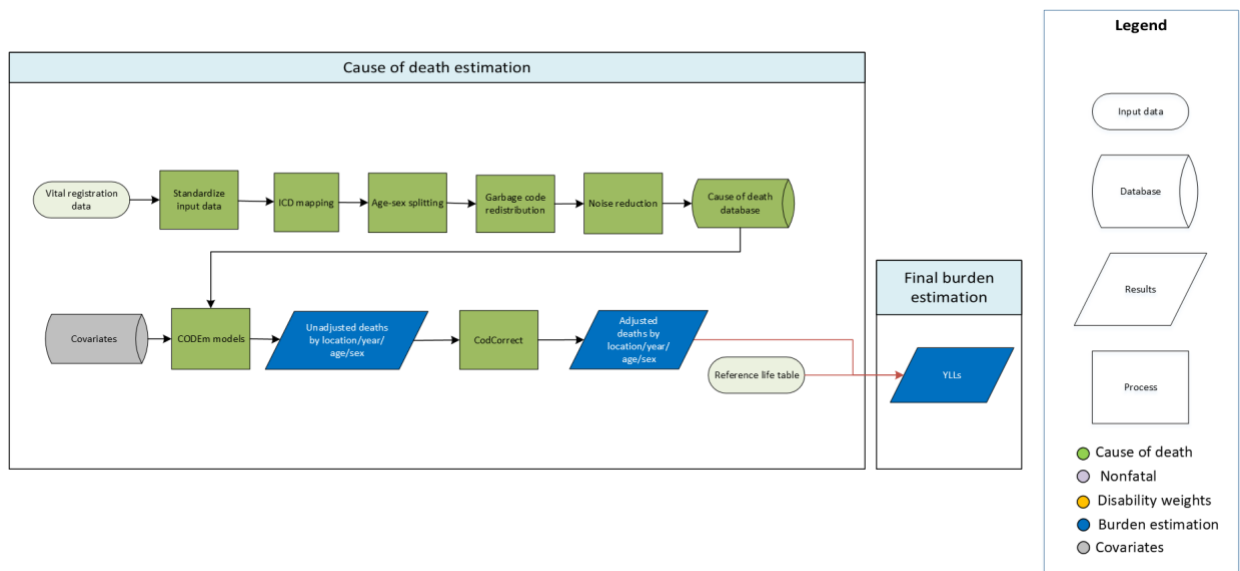 Cause of death estimation
Vital registration
data
Standardize
input data
ICD mapping
Age-sex splitting
Garbage code
redistribution
Noise reduction
Cause of death
database
Covariates
CODEm models
Unadjusted deaths
by location/year/
age/sex
CodCorrect
Adjusted
deaths by
location/year/
age/sex
Reference life table
Final burden
estimation
YLLs
Legend
Input data
Database
Results
Process
Cause of death
Nonfatal
Disability weights
Burden estimation
Covariates